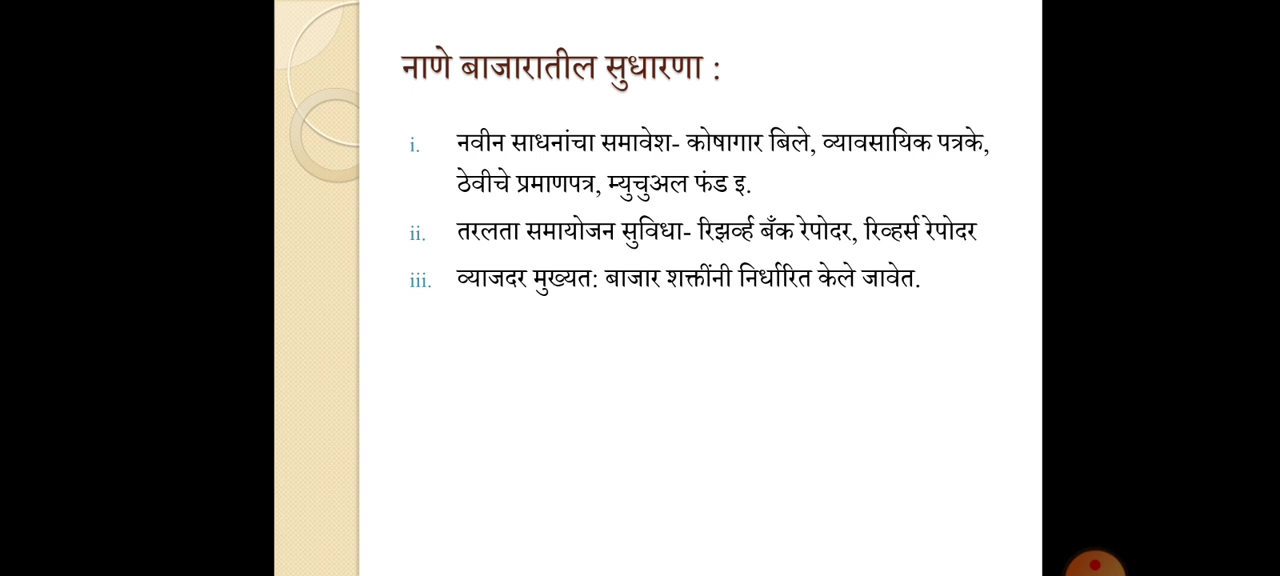 नाणे बाजारातील सुधारणा :
i. नवीन साधनांचा समावेश- कोषागार बिले, व्यावसायिक पत्रके,
ठेवीचे प्रमाणपत्र, म्युचुअल फंड इ.
ii. तरलता समायोजन सुविधा- रिझर्व्ह बँक रेपोदर, रिव्हर्स रेपोदर
iii. व्याजदर मुख्यत: बाजार शक्तींनी निर्धारित केले जावेत.